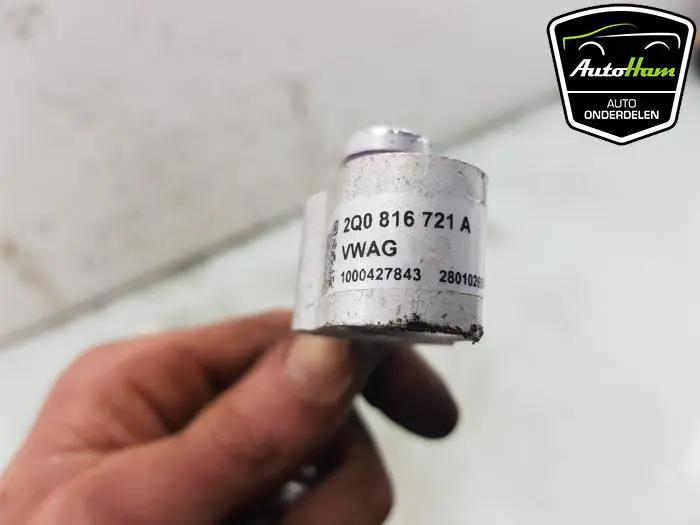 AutoHam
AUTO
ONDERDELEN
2Q0 816 721 A
VWAG
1000427843